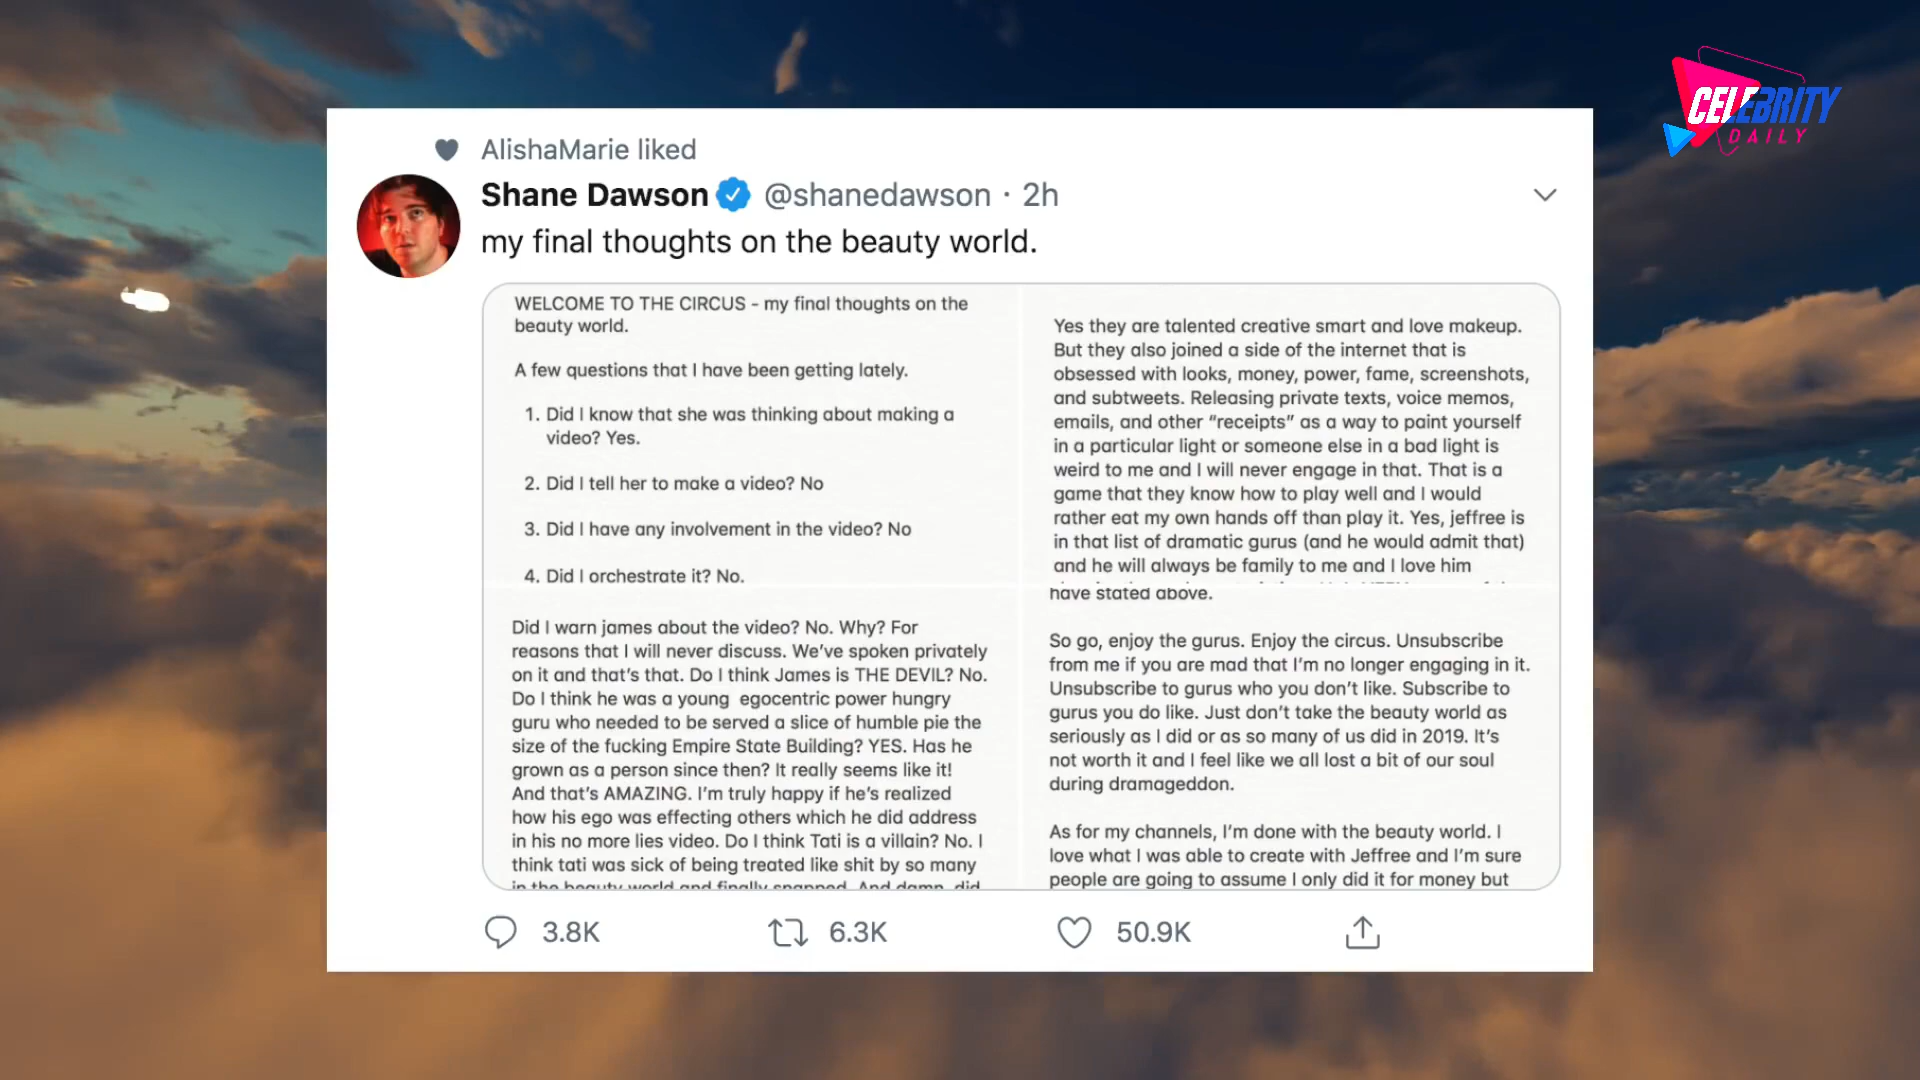 CELEBRITY
DAILY
AlishaMarie liked
Shane Dawson @shanedawson · 2h
my final thoughts on the beauty world.
WELCOME TO THE CIRCUS - my final thoughts on the
beauty world.
A few questions that I have been getting lately.
1. Did I know that she was thinking about making a
video? Yes.
2. Did I tell her to make a video? No
3. Did I have any involvement in the video? No
4. Did I orchestrate it? No.
Yes they are talented creative smart and love makeup.
But they also joined a side of the internet that is
obsessed with looks, money, power, fame, screenshots,
and subtweets. Releasing private texts, voice memos,
emails, and other “receipts” as a way to paint yourself
in a particular light or someone else in a bad light is
weird to me and I will never engage in that. That is a
game that they know how to play well and I would
rather eat my own hands off than play it. Yes, jeffree is
in that list of dramatic gurus (and he would admit that)
and he will always be family to me and I love him
Did I warn james about the video? No. Why? For
reasons that I will never discuss. We’ve spoken privately
on it and that’s that. Do I think James is THE DEVIL? No.
Do I think he was a young egocentric power hungry
guru who needed to be served a slice of humble pie the
size of the fucking Empire State Building? YES. Has he
grown as a person since then? It really seems like it!
And that’s AMAZING. I’m truly happy if he’s realized
how his ego was effecting others which he did address
in his no more lies video. Do I think Tati is a villain? No. I
think tati was sick of being treated like shit by so many
in the beauty world and finally snapped. And damn, did
have stated above.
So go, enjoy the gurus. Enjoy the circus. Unsubscribe
from me if you are mad that I’m no longer engaging in it.
Unsubscribe to gurus who you don’t like. Subscribe to
gurus you do like. Just don’t take the beauty world as
seriously as I did or as so many of us did in 2019. It’s
not worth it and I feel like we all lost a bit of our soul
during dramageddon.
As for my channels, I’m done with the beauty world. I
love what I was able to create with Jeffree and I’m sure
people are going to assume I only did it for money but
3.8K 6.3K 50.9K